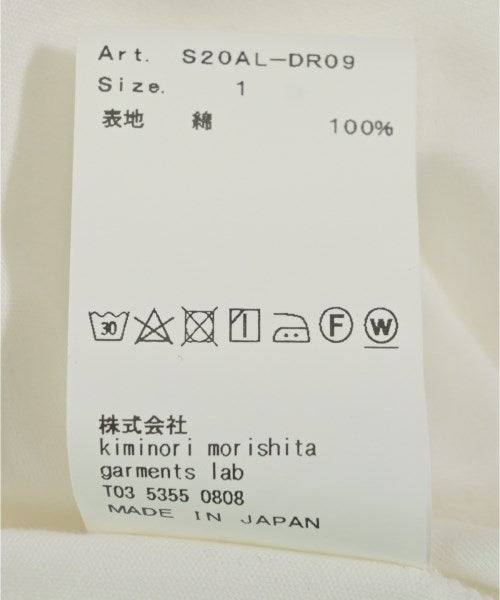 Art. S20AL-DR09
Size. 1
表地 綿 100%
30 F W
株式会社
kiminori morishita
garments lab
T03 5355 0808
MADE IN JAPAN